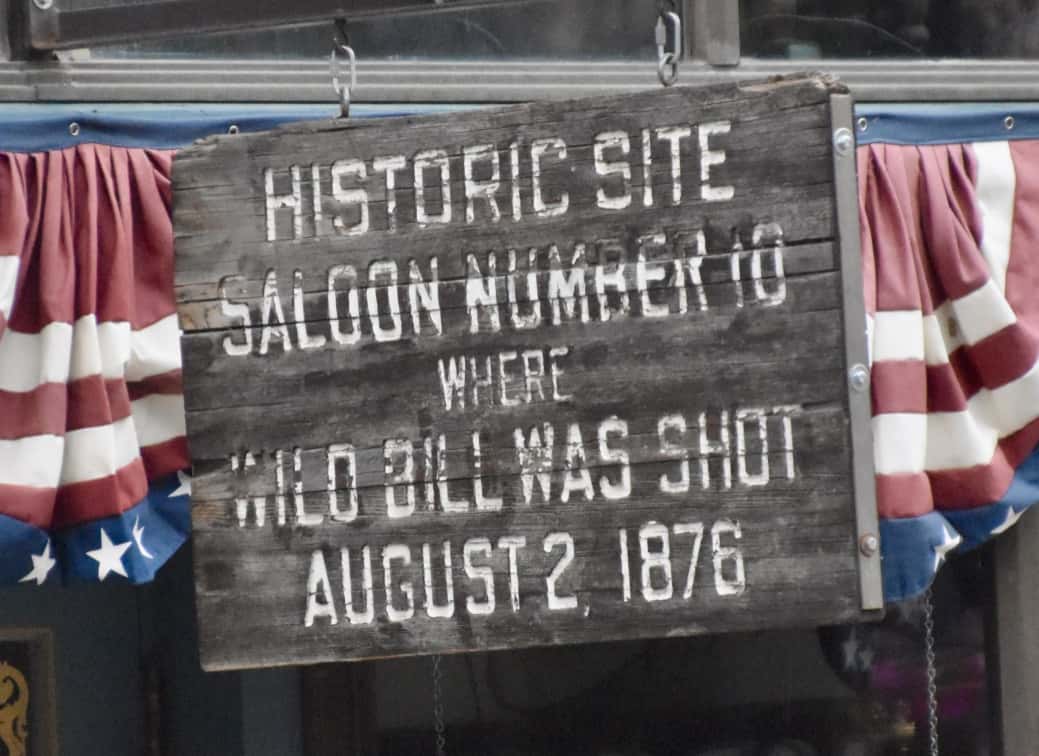 HISTORIC SITE
SALOON NUMBER 10
WHERE
WILD BILL WAS SHOT
AUGUST 2, 1876